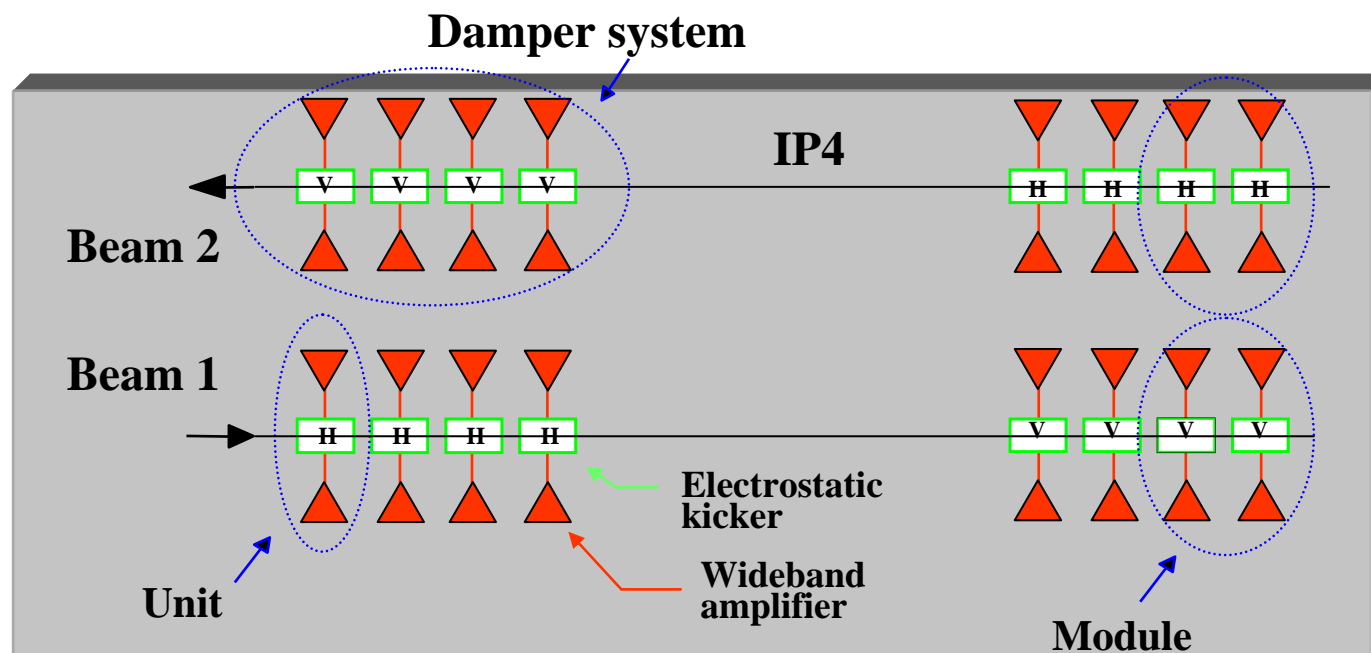 Damper system
IP4
V V V V H H H H
Beam 2
Beam 1
H H H H V V V V
Electrostatic
kicker
Wideband
amplifier
Unit
Module